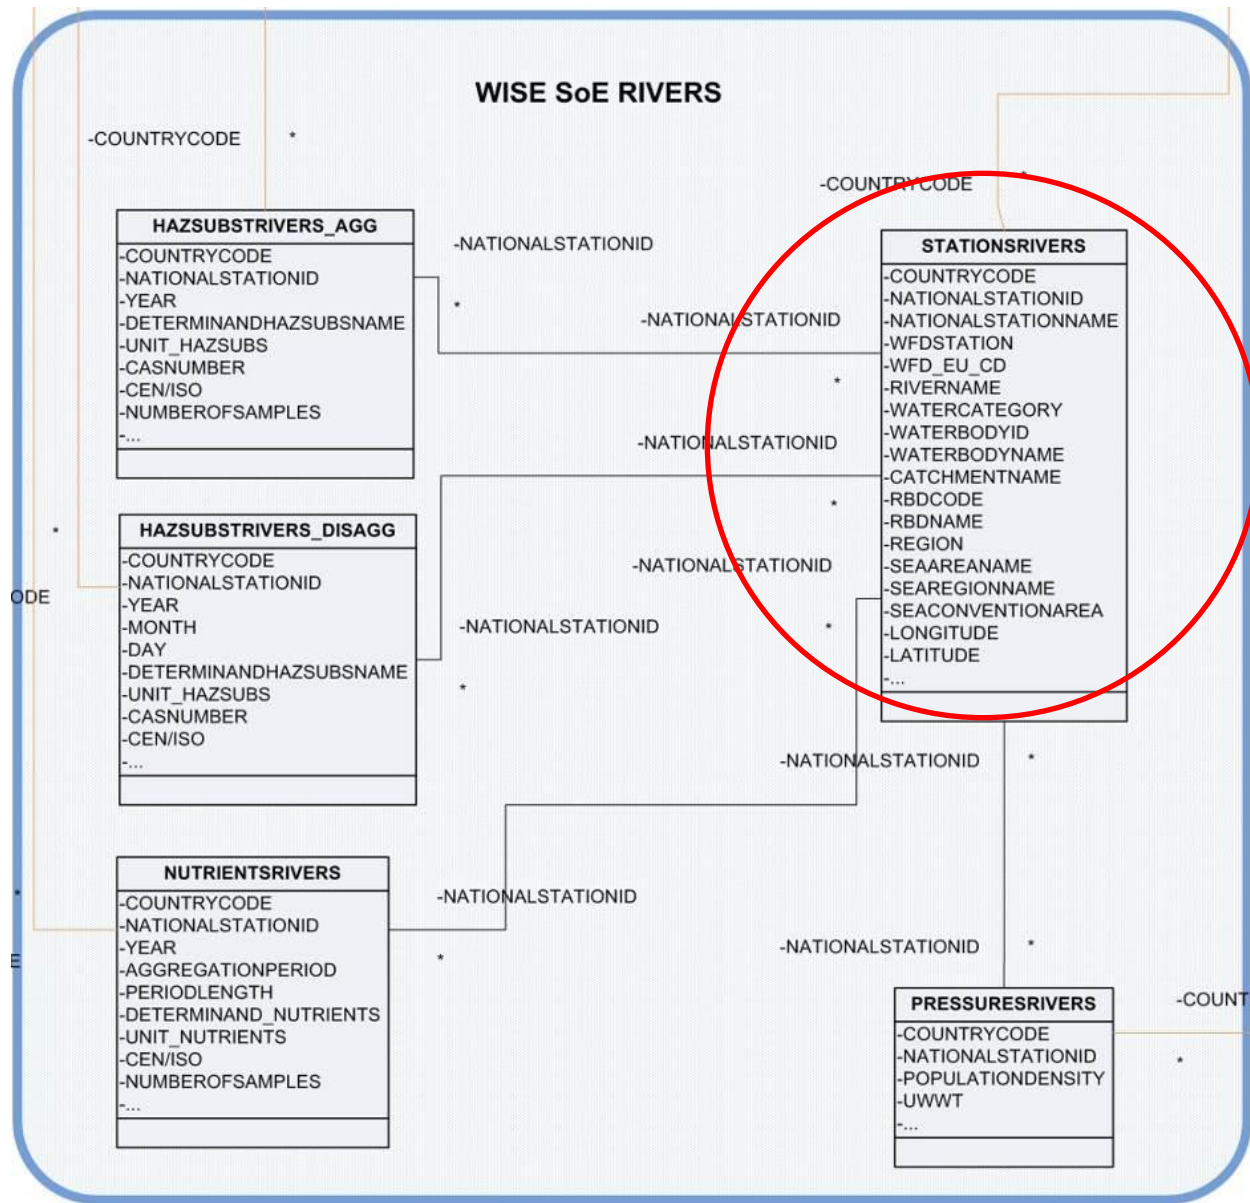 WISE SoE RIVERS
-COUNTRYCODE *
-COUNTRYCODE *
HAZSUBSTRIVERS_AGG
-COUNTRYCODE
-NATIONALSTATIONID
-YEAR
-DETERMINANDHAZSUBSNAME
-UNIT_HAZSUBS
-CASNUMBER
-CEN/ISO
-NUMBEROFSAMPLES
-...
-NATIONALSTATIONID
*
-NATIONALSTATIONID
*
STATIONSRIVERS
-COUNTRYCODE
-NATIONALSTATIONID
-NATIONALSTATIONNAME
-WFDSTATION
-WFD_EU_CD
-RIVERNAME
-WATERCATEGORY
-WATERBODYID
-WATERBODYNAME
-CATCHMENTNAME
-RBDCODE
-RBDNAME
-REGION
-SEAAREANAME
-SEAREGIONNAME
-SEACONVENTIONAREA
-LONGITUDE
-LATITUDE
-...
-NATIONALSTATIONID
*
-NATIONALSTATIONID
*
*
ODE
HAZSUBSTRIVERS_DISAGG
-COUNTRYCODE
-NATIONALSTATIONID
-YEAR
-MONTH
-DAY
-DETERMINANDHAZSUBSNAME
-UNIT_HAZSUBS
-CASNUMBER
-CEN/ISO
-...
-NATIONALSTATIONID
*
-NATIONALSTATIONID *
*
E
NUTRIENTSRIVERS
-COUNTRYCODE
-NATIONALSTATIONID
-YEAR
-AGGREGATIONPERIOD
-PERIODLENGTH
-DETERMINAND_NUTRIENTS
-UNIT_NUTRIENTS
-CEN/ISO
-NUMBEROFSAMPLES
-...
-NATIONALSTATIONID
*
-NATIONALSTATIONID *
PRESSURESRIVERS
-COUNTRYCODE
-NATIONALSTATIONID
-POPULATIONDENSITY
-UWWT
-...
-COUNT
*